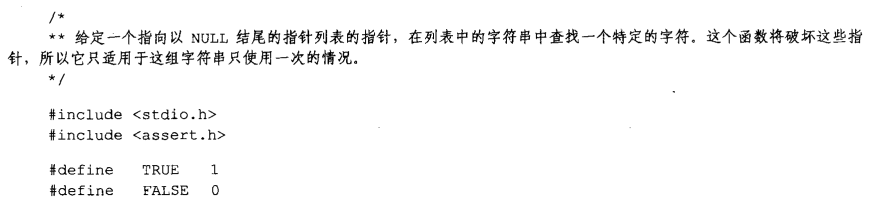 /*
** 给定一个指向以 NULL 结尾的指针列表的指针，在列表中的字符串中查找一个特定的字符。这个函数将破坏这些指
针，所以它只适用于这组字符串只使用一次的情况。
*/
#include <stdio.h>
#include <assert.h>
#define TRUE 1
#define FALSE 0